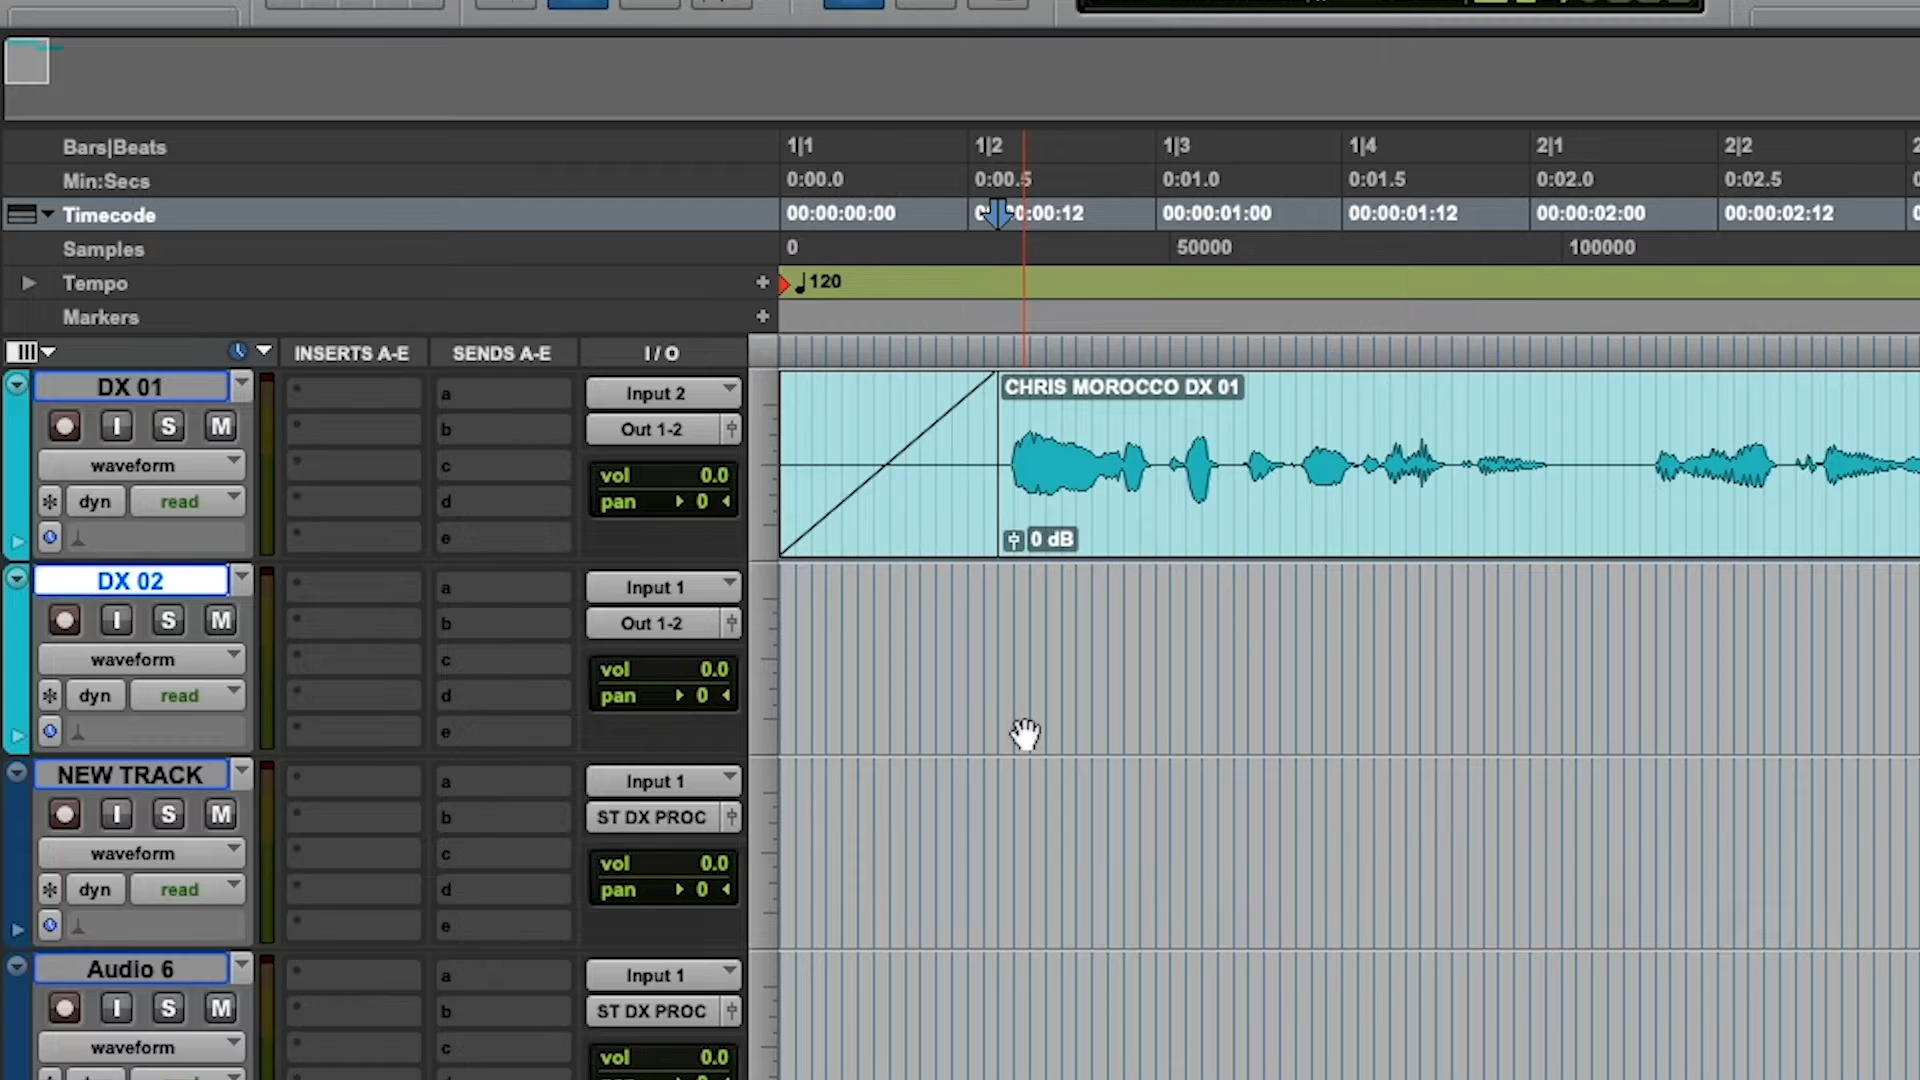 Bars|Beats 1|1 1|2 1|3 1|4 2|1 2|2
Min:Secs 0:00.0 0:00.5 0:01.0 0:01.5 0:02.0 0:02.5
Timecode 00:00:00:00 0:00:12 00:00:01:00 00:00:01:12 00:00:02:00 00:00:02:12
Samples 0 50000 100000
Tempo + 120
Markers +
INSERTS A-E SENDS A-E I / O
DX 01 a Input 2 CHRIS MOROCCO DX 01
I S M b Out 1-2
waveform c vol 0.0
dyn read d pan 0
e 0 dB
DX 02 a Input 1
I S M b Out 1-2
waveform c vol 0.0
dyn read d pan 0
e
NEW TRACK a Input 1
I S M b ST DX PROC
waveform c vol 0.0
dyn read d pan 0
e
Audio 6 a Input 1
I S M b ST DX PROC
waveform c vol 0.0